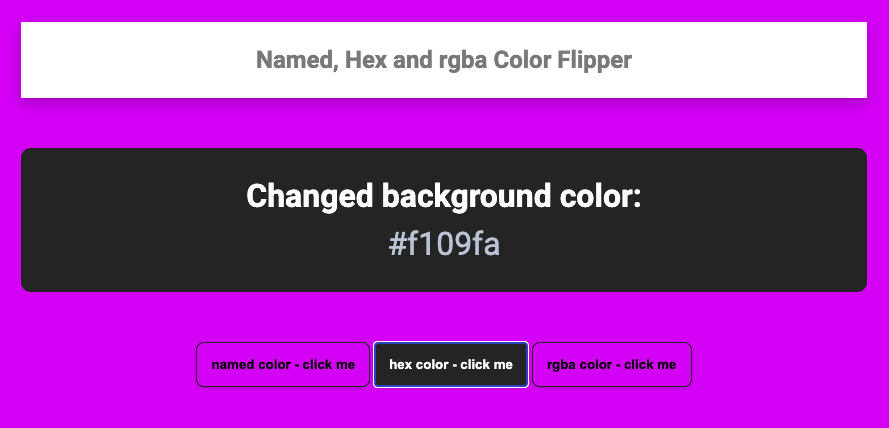 Named, Hex and rgba Color Flipper
Changed background color:
#f109fa
named color - click me
hex color - click me
rgba color - click me